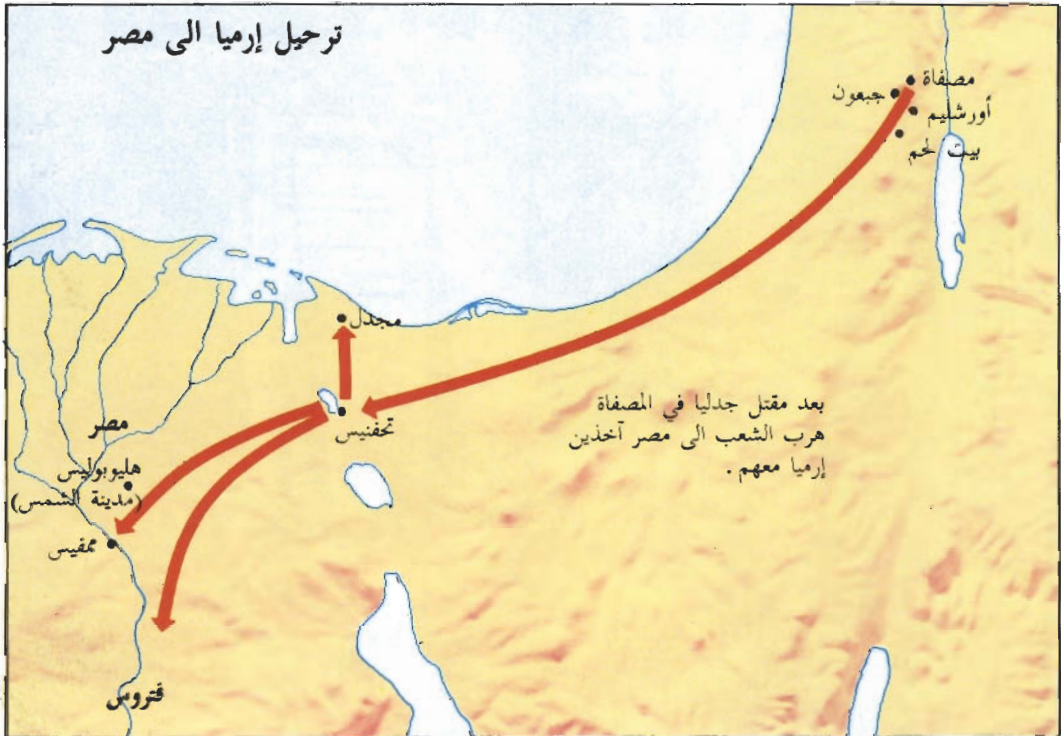 ترحيل إرميا الى مصر
مصفاة
جبعون
أورشليم
بيت لحم
مجدل
تحفنيس
بعد مقتل جدليا في المصفاة
هرب الشعب الى مصر آخذين
إرميا معهم .
مصر
هليوبوليس
(مدينة الشمس)
ممفيس
فتروس